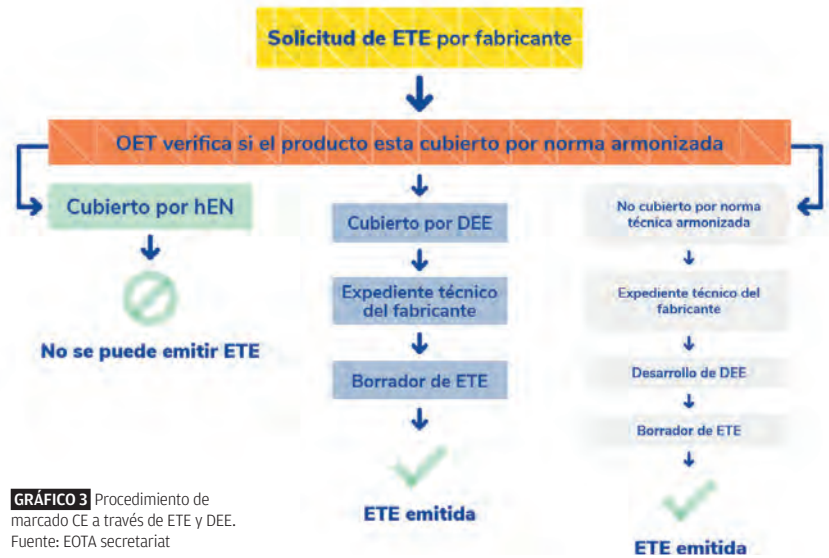 Solicitud de ETE por fabricante
OET verifica si el producto esta cubierto por norma armonizada
Cubierto por hEN
No se puede emitir ETE
Cubierto por DEE
Expediente técnico
del fabricante
Borrador de ETE
ETE emitida
No cubierto por norma
técnica armonizada
Expediente técnico del
fabricante
Desarrollo de DEE
Borrador de ETE
ETE emitida
GRÁFICO 3 Procedimiento de
marcado CE a través de ETE y DEE.
Fuente: EOTA secretariat